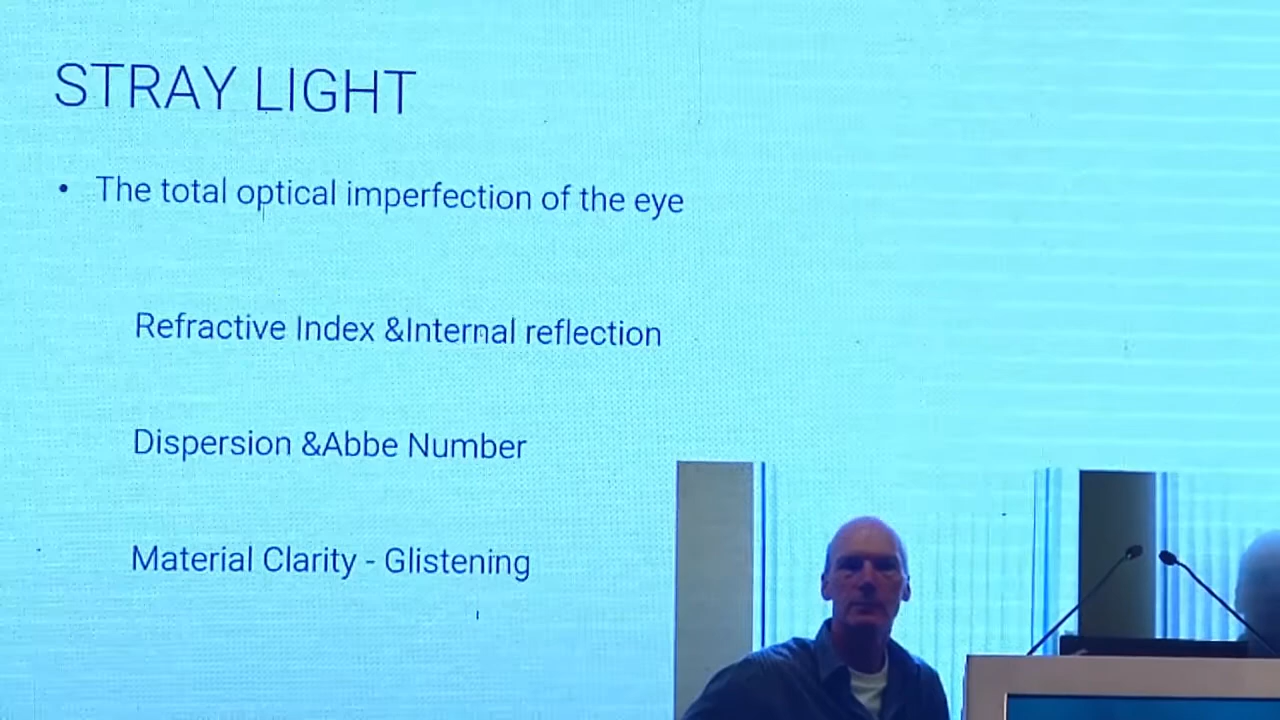 STRAY LIGHT
• The total optical imperfection of the eye
Refractive Index &Internal reflection
Dispersion &Abbe Number
Material Clarity - Glistening